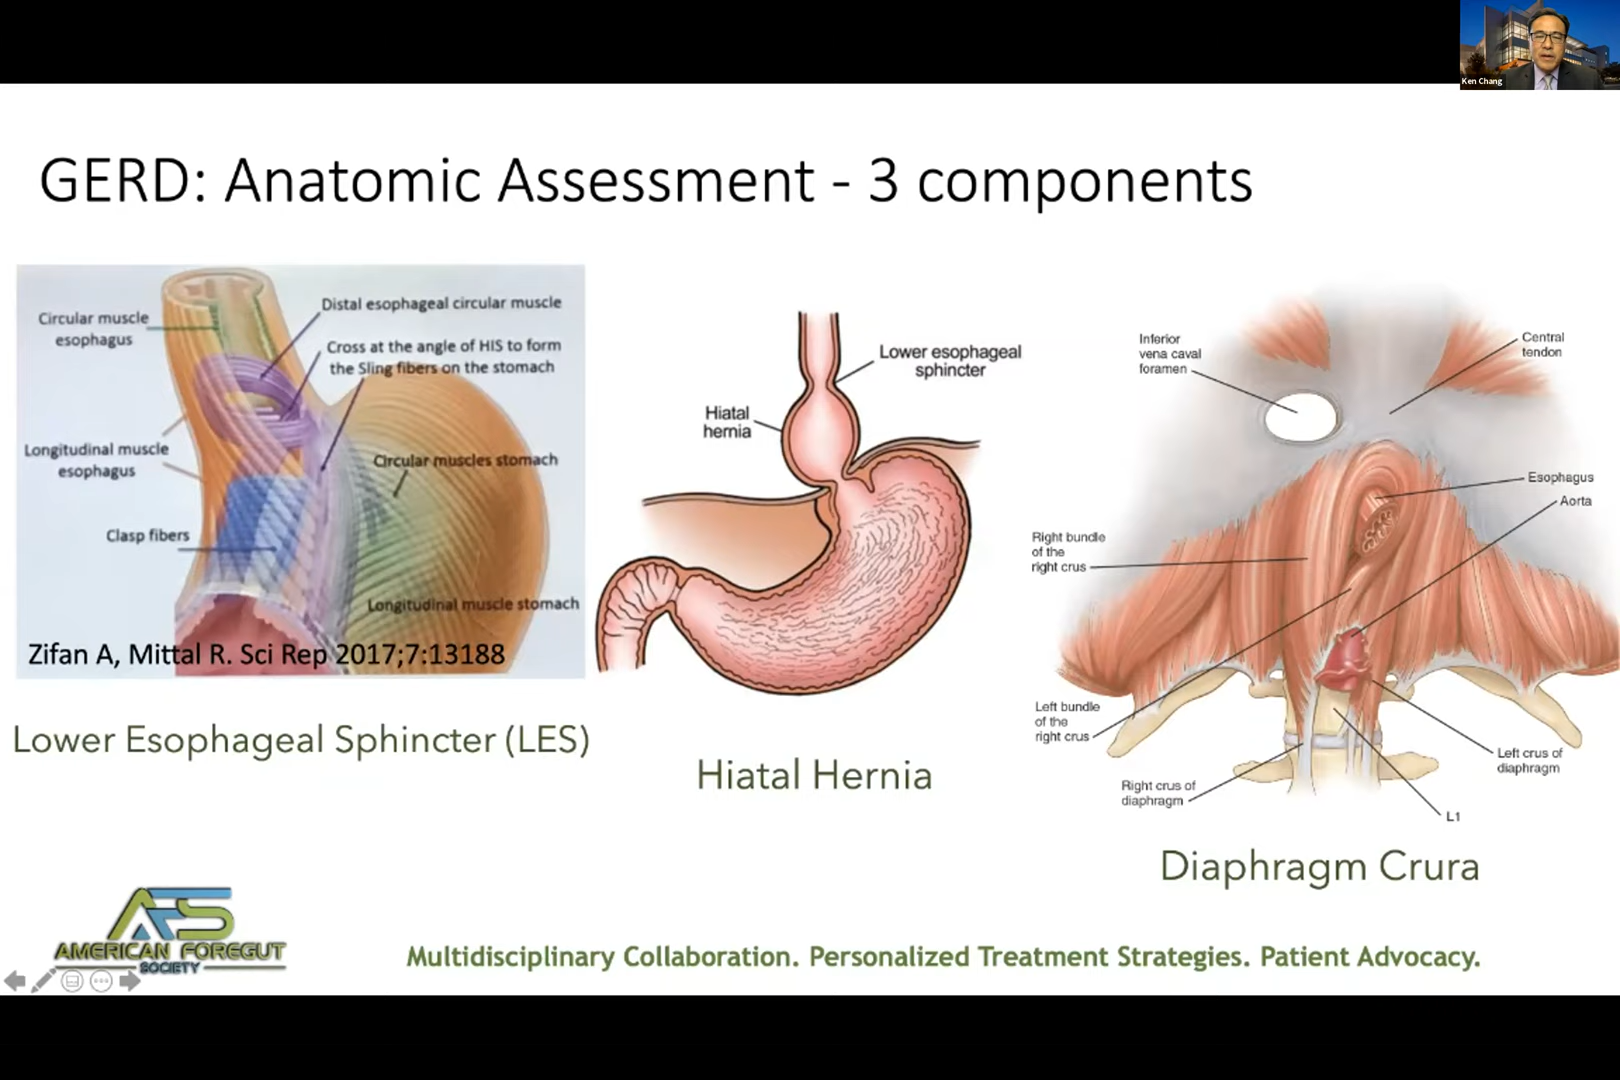 Ken Chang
GERD: Anatomic Assessment - 3 components
Circular muscle
esophagus
Distal esophageal circular muscle
Cross at the angle of HIS to form
the Sling fibers on the stomach
Longitudinal muscle
esophagus
Circular muscles stomach
Clasp fibers
Longitudinal muscle stomach
Zifan A, Mittal R. Sci Rep 2017;7:13188
Lower Esophageal Sphincter (LES)
Lower esophageal
sphincter
Hiatal
hernia
Hiatal Hernia
Inferior
vena caval
foramen
Central
tendon
Esophagus
Aorta
Right bundle
of the
right crus
Left bundle
of the
right crus
Left crus of
diaphragm
Right crus of
diaphragm
L1
Diaphragm Crura
AFS
AMERICAN FOREGUT
SOCIETY
Multidisciplinary Collaboration. Personalized Treatment Strategies. Patient Advocacy.